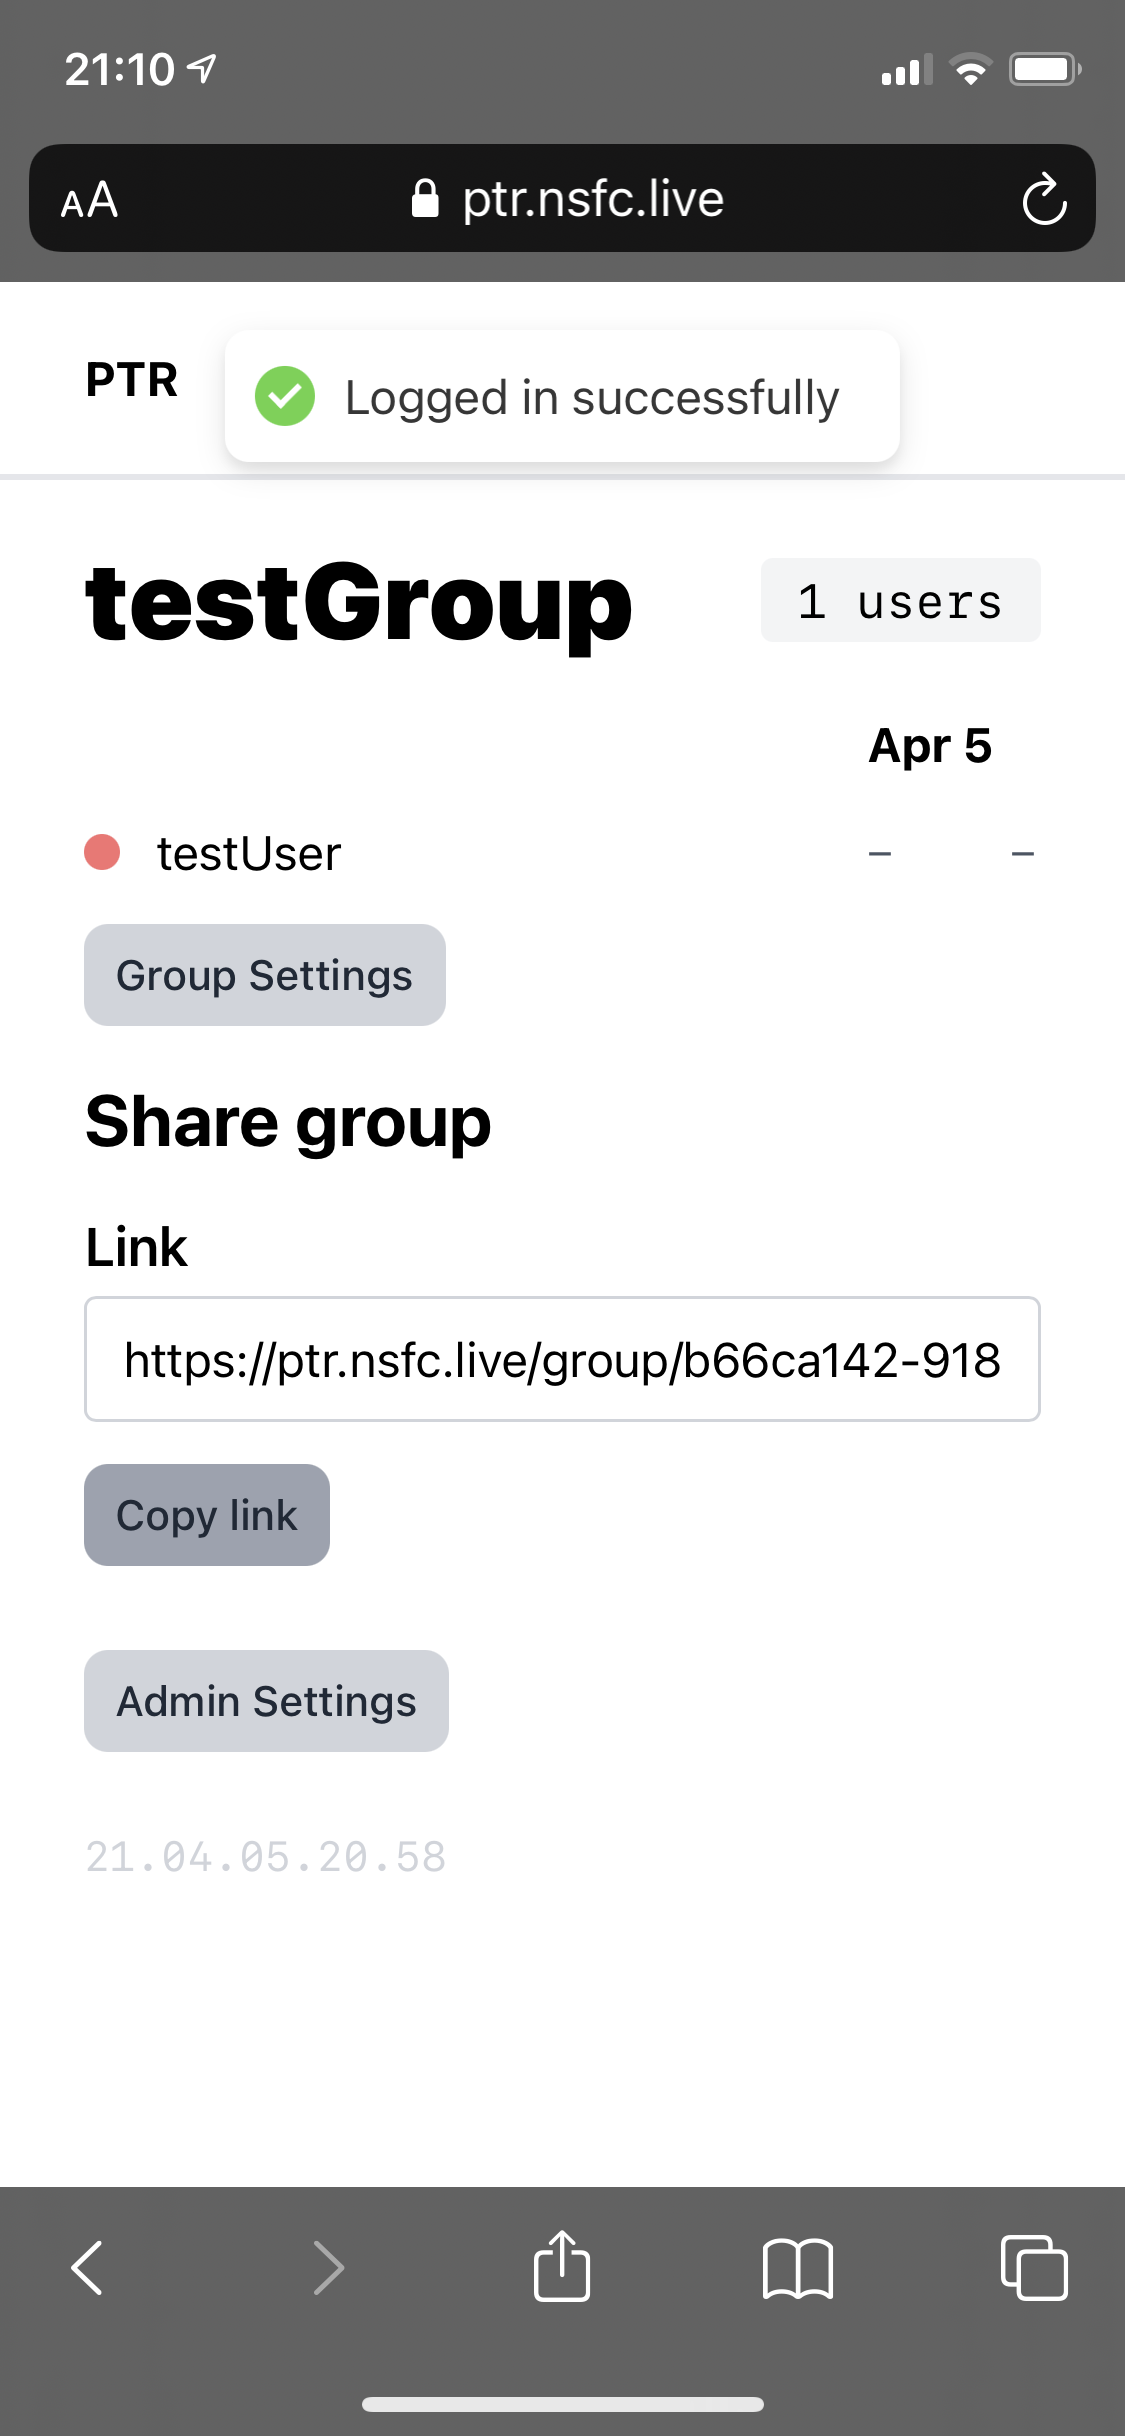 21:10
AA ptr.nsfc.live
PTR
Logged in successfully
testGroup
1 users
Apr 5
testUser – –
Group Settings
Share group
Link
https://ptr.nsfc.live/group/b66ca142-918
Copy link
Admin Settings
21.04.05.20.58